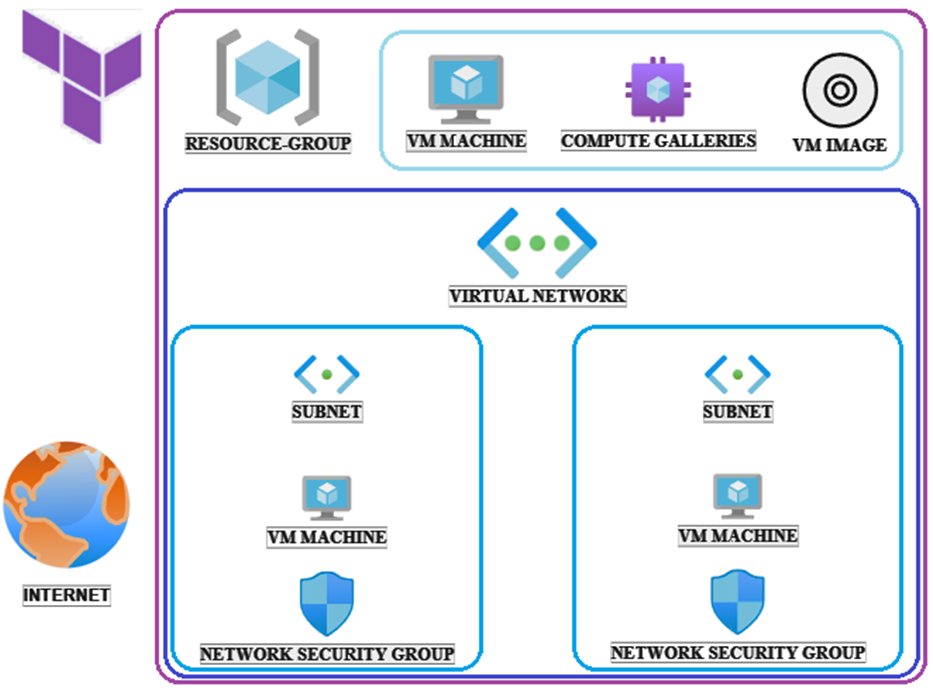 RESOURCE-GROUP
VM MACHINE
COMPUTE GALLERIES
VM IMAGE
VIRTUAL NETWORK
SUBNET
SUBNET
VM MACHINE
VM MACHINE
INTERNET
NETWORK SECURITY GROUP
NETWORK SECURITY GROUP